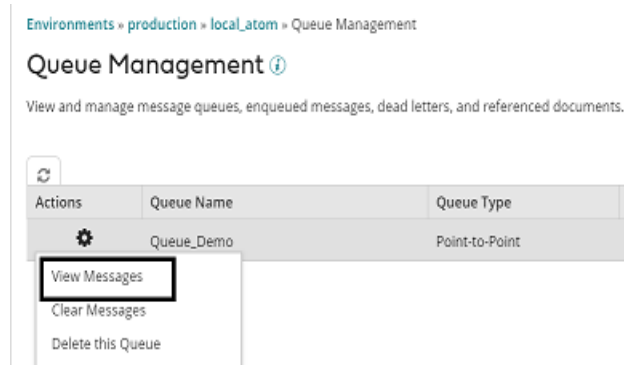 Environments » production » local_atom » Queue Management
Queue Management i
View and manage message queues, enqueued messages, dead letters, and referenced documents.
Actions Queue Name Queue Type
Queue_Demo Point-to-Point
View Messages
Clear Messages
Delete this Queue